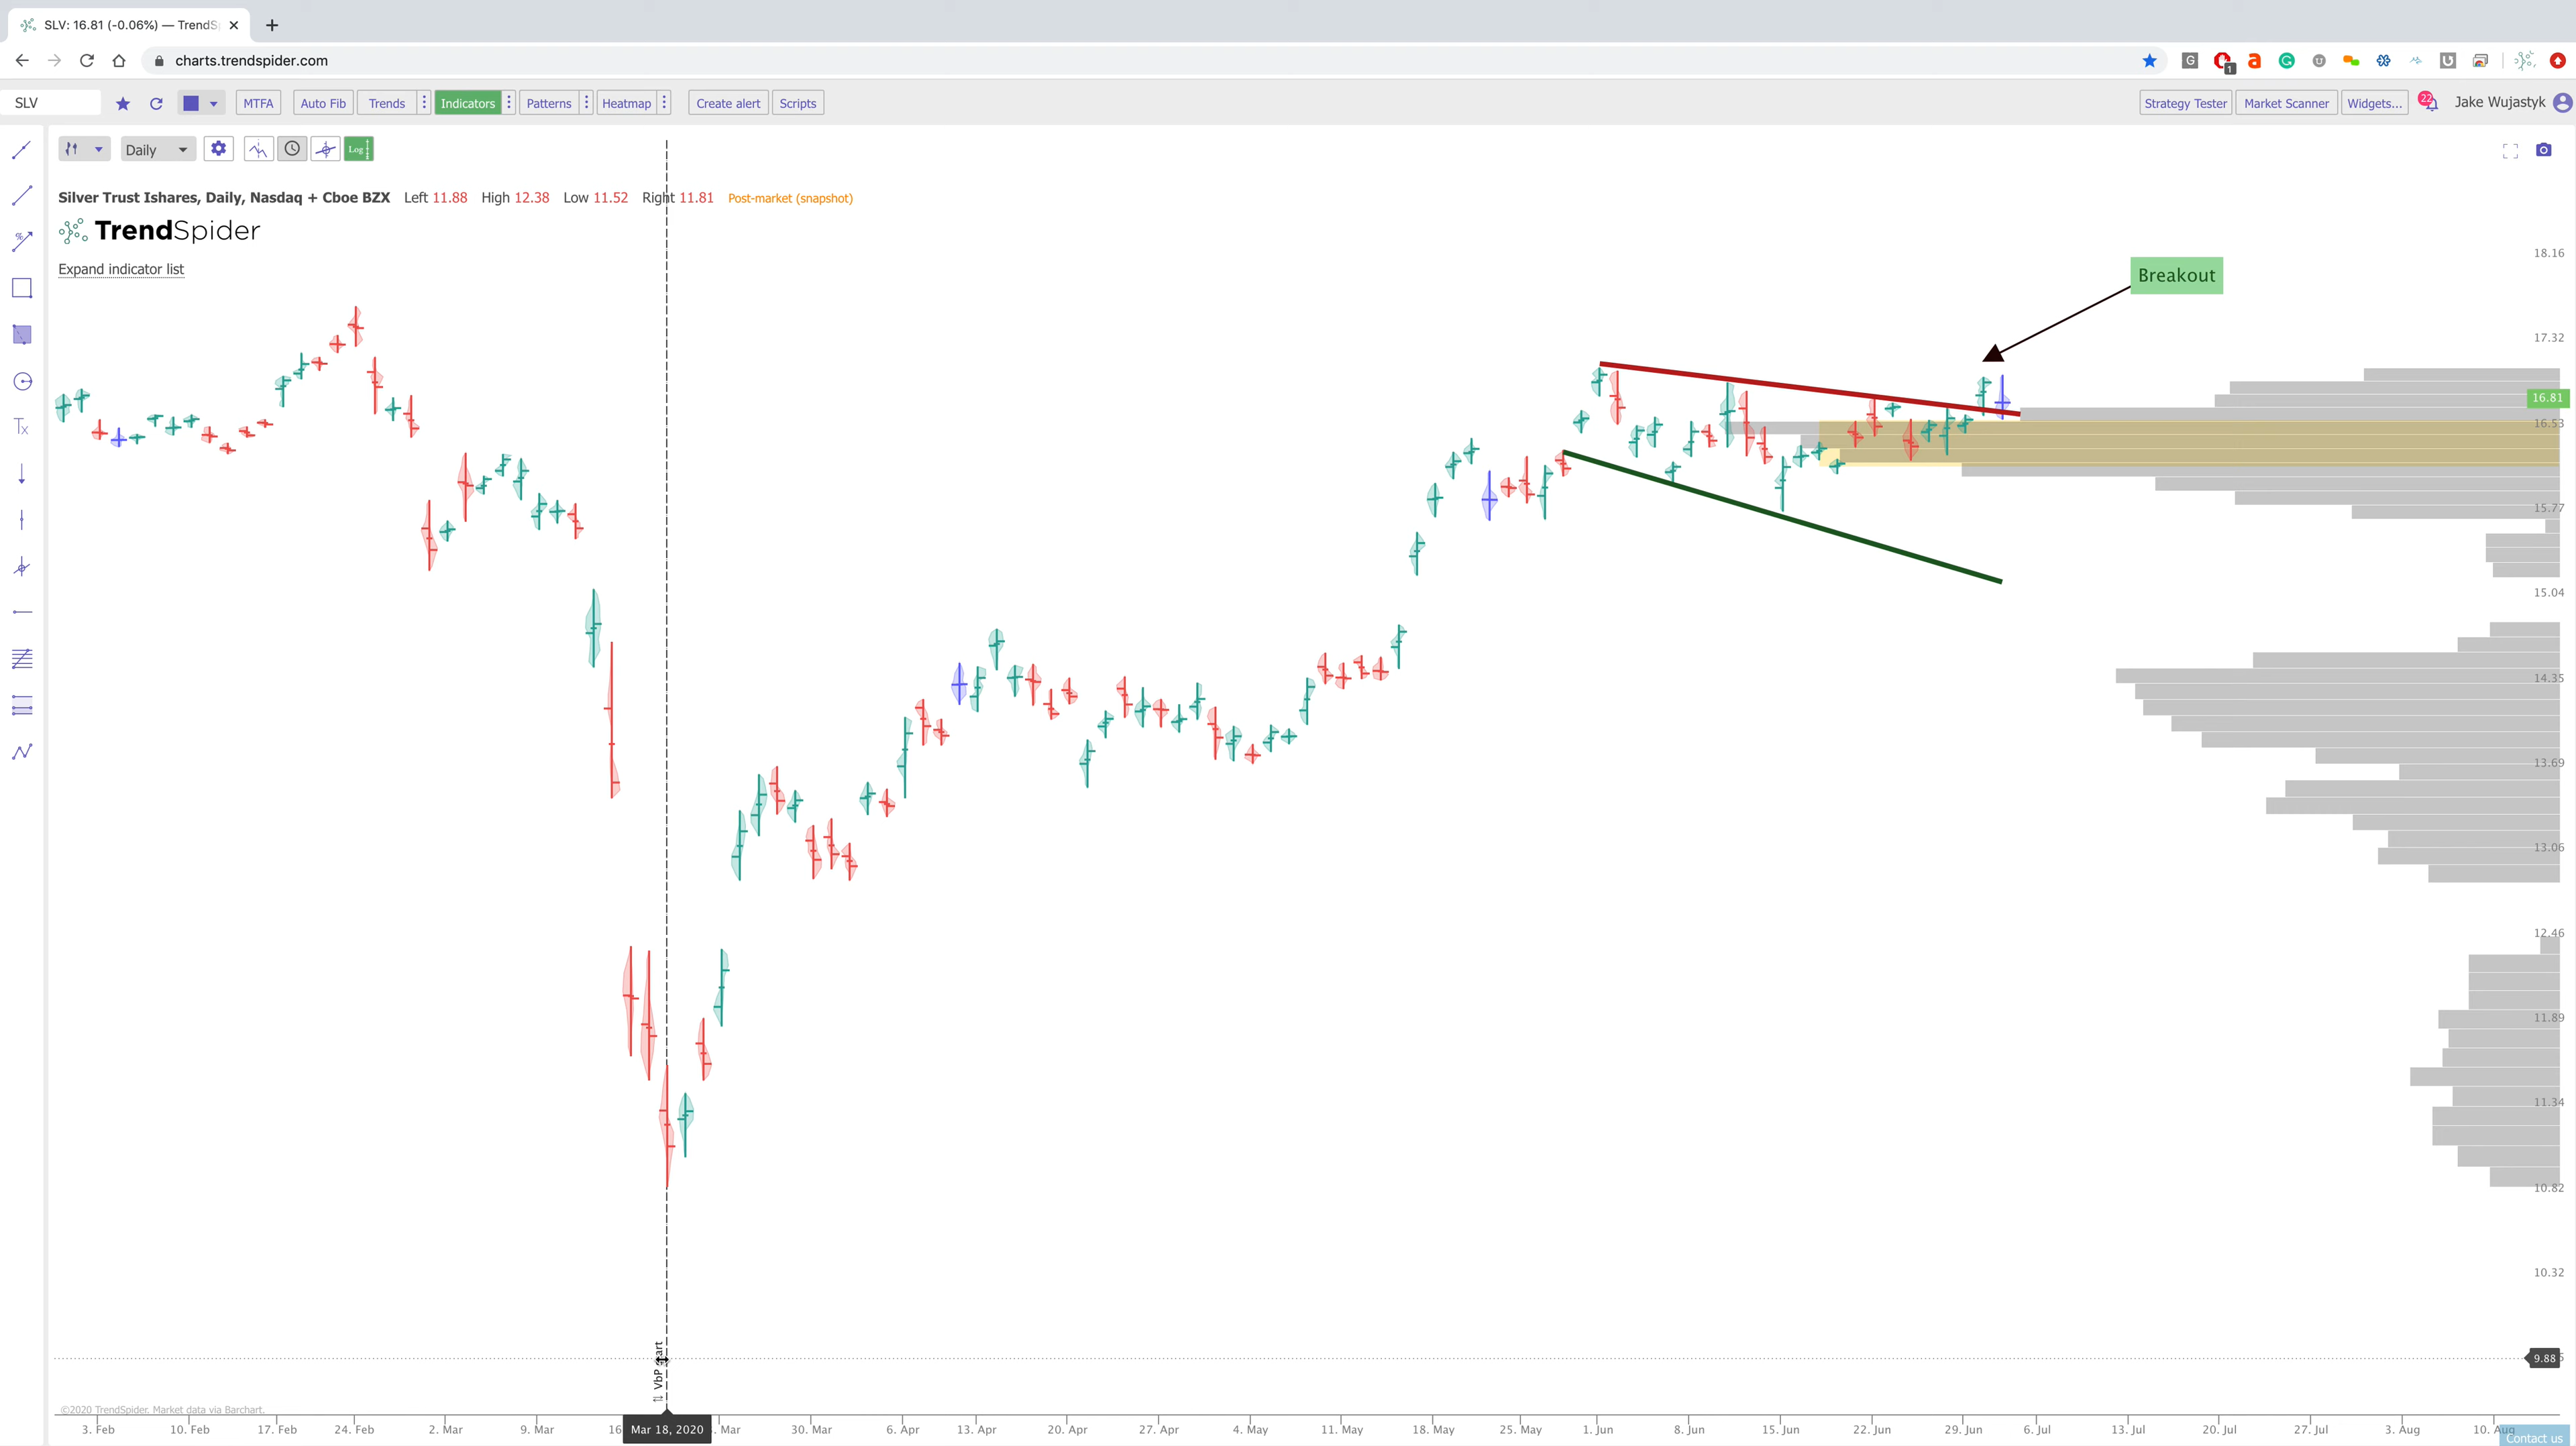 SLV: 16.81 (-0.06%) — TrendS
charts.trendspider.com
SLV MTFA Auto Fib Trends Indicators Patterns Heatmap Create alert Scripts Strategy Tester Market Scanner Widgets... 22 Jake Wujastyk
Daily Log
Silver Trust Ishares, Daily, Nasdaq + Cboe BZX Left 11.88 High 12.38 Low 11.52 Right 11.81 Post-market (snapshot)
TrendSpider
Expand indicator list
Breakout
18.16
17.32
16.81
16.53
15.77
15.04
14.35
13.69
13.06
12.46
11.89
11.34
10.82
10.32
9.88
VbP start
©2020 TrendSpider. Market data via Barchart.
3. Feb 10. Feb 17. Feb 24. Feb 2. Mar 9. Mar 16 Mar 18, 2020 . Mar 30. Mar 6. Apr 13. Apr 20. Apr 27. Apr 4. May 11. May 18. May 25. May 1. Jun 8. Jun 15. Jun 22. Jun 29. Jun 6. Jul 13. Jul 20. Jul 27. Jul 3. Aug 10. Aug
Contact us